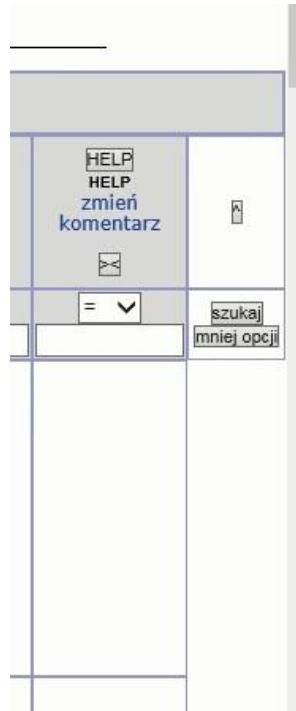 HELP
HELP
zmień
komentarz
><
^
=
szukaj
mniej opcji